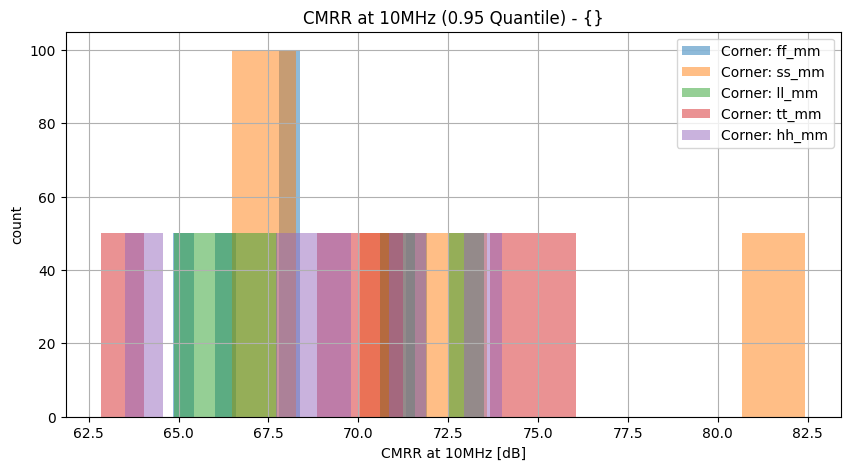 CMRR at 10MHz (0.95 Quantile) - {}
count
100
80
60
40
20
0
Corner: ff_mm
Corner: ss_mm
Corner: ll_mm
Corner: tt_mm
Corner: hh_mm
62.5 65.0 67.5 70.0 72.5 75.0 77.5 80.0 82.5
CMRR at 10MHz [dB]